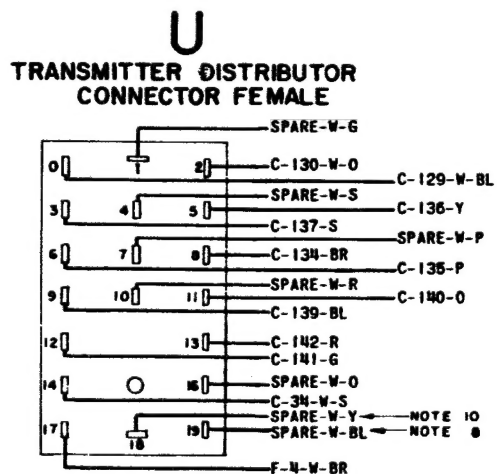 U
TRANSMITTER DISTRIBUTOR
CONNECTOR FEMALE
SPARE-W-G
0 1 2 C-130-W-O
C-129-W-BL
SPARE-W-S
3 4 5 C-136-Y
C-137-S
SPARE-W-P
6 7 8 C-134-BR
C-135-P
SPARE-W-R
9 10 11 C-140-O
C-139-BL
12 13 C-142-R
C-141-G
14 16 SPARE-W-O
C-34-W-S
SPARE-W-Y NOTE 10
17 18 19 SPARE-W-BL NOTE 8
F-4-W-BR